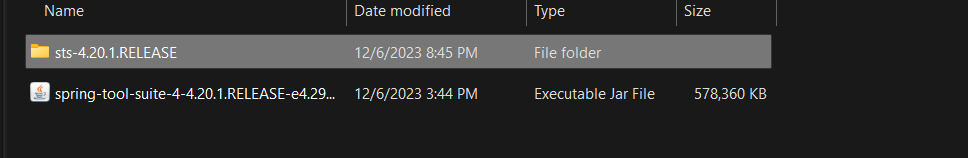 Name Date modified Type Size
sts-4.20.1.RELEASE 12/6/2023 8:45 PM File folder
spring-tool-suite-4-4.20.1.RELEASE-e4.29... 12/6/2023 3:44 PM Executable Jar File 578,360 KB